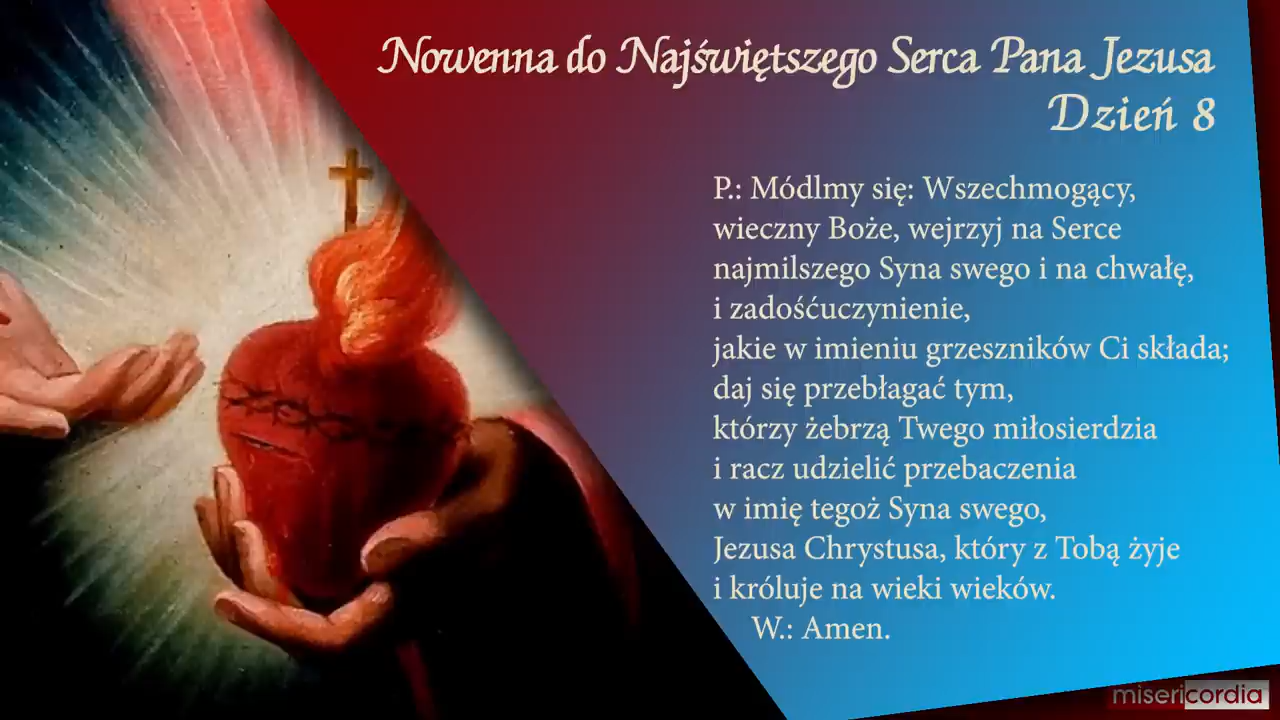 Nowenna do Najświętszego Serca Pana Jezusa
Dzień 8
P.: Módlmy się: Wszechmogący,
wieczny Boże, wejrzyj na Serce
najmilszego Syna swego i na chwałę,
i zadośćuczynienie,
jakie w imieniu grzeszników Ci składa;
daj się przebłagać tym,
którzy żebrzą Twego miłosierdzia
i racz udzielić przebaczenia
w imię tegoż Syna swego,
Jezusa Chrystusa, który z Tobą żyje
i króluje na wieki wieków.
W.: Amen.
misericordia